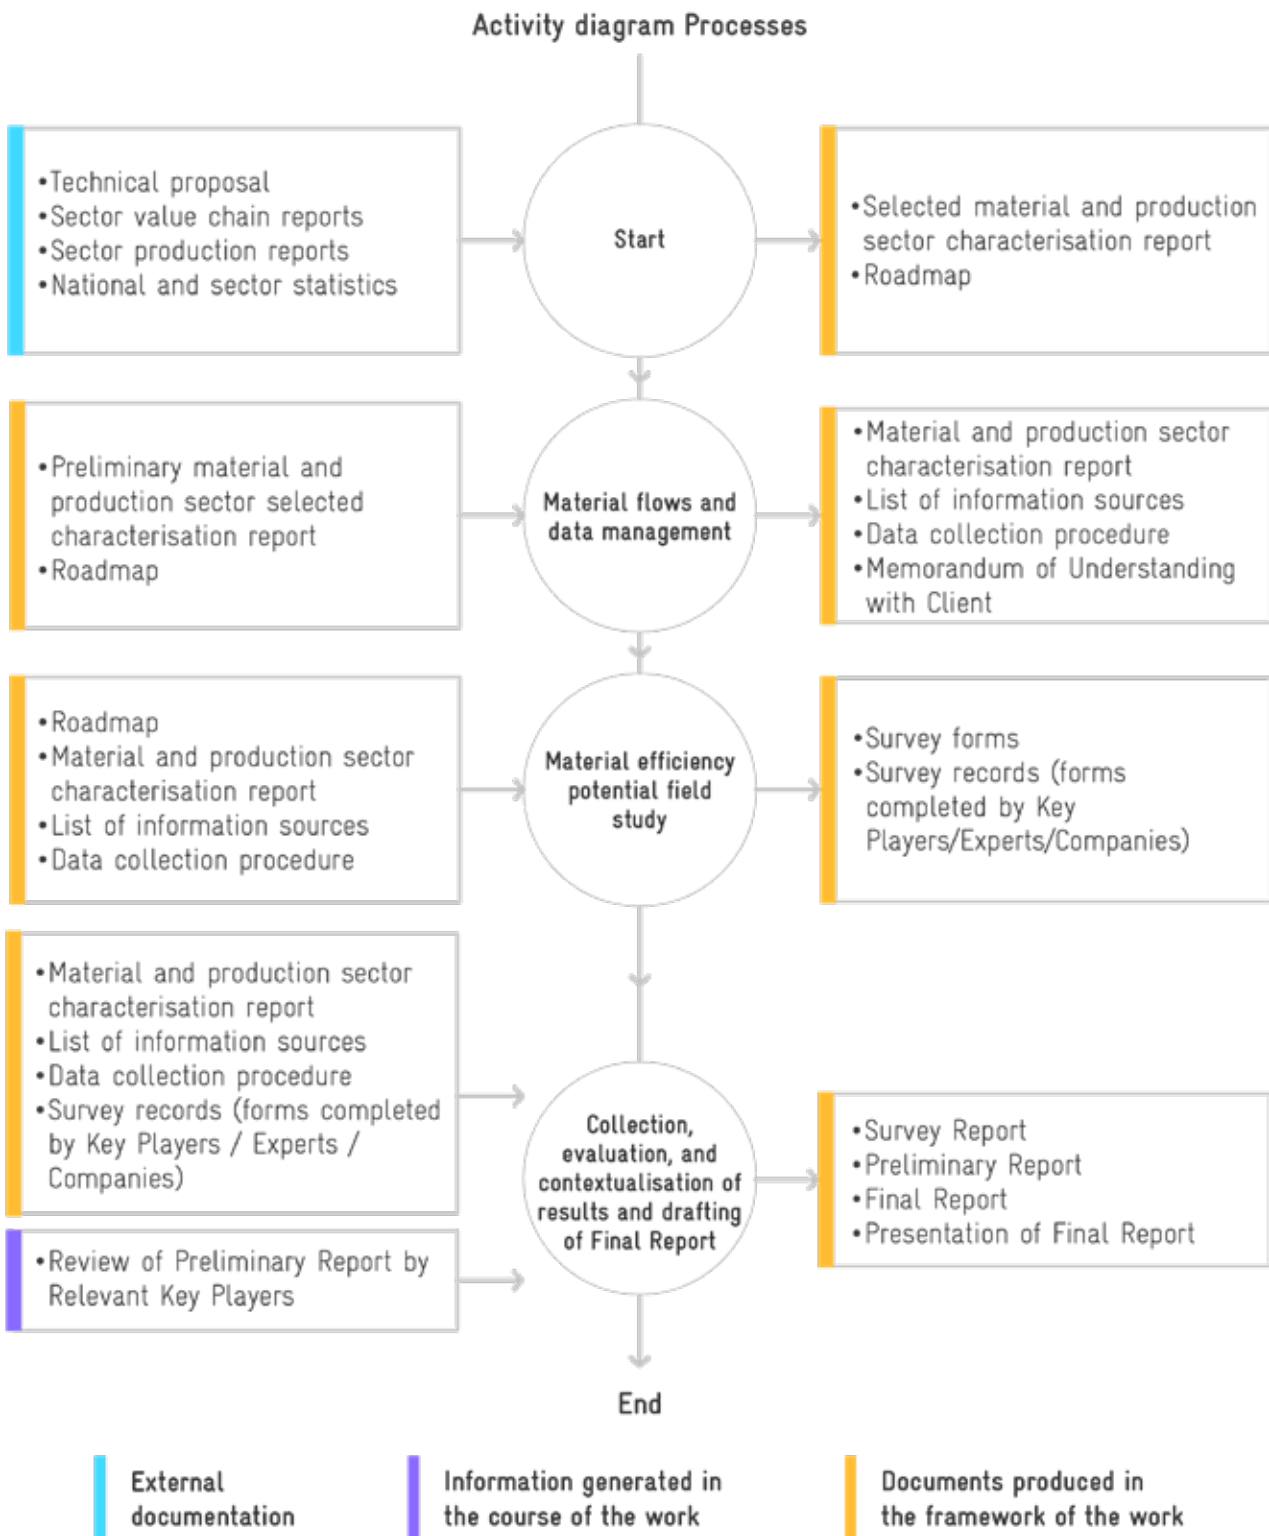 Activity diagram Processes
•Technical proposal
•Sector value chain reports
•Sector production reports
•National and sector statistics
Start
•Selected material and production
sector characterisation report
•Roadmap
•Preliminary material and
production sector selected
characterisation report
•Roadmap
Material flows and
data management
•Material and production sector
characterisation report
•List of information sources
•Data collection procedure
•Memorandum of Understanding
with Client
•Roadmap
•Material and production sector
characterisation report
•List of information sources
•Data collection procedure
Material efficiency
potential field
study
•Survey forms
•Survey records (forms
completed by Key
Players/Experts/Companies)
•Material and production sector
characterisation report
•List of information sources
•Data collection procedure
•Survey records (forms completed
by Key Players / Experts /
Companies)
•Review of Preliminary Report by
Relevant Key Players
Collection,
evaluation, and
contextualisation of
results and drafting
of Final Report
•Survey Report
•Preliminary Report
•Final Report
•Presentation of Final Report
End
External
documentation
Information generated in
the course of the work
Documents produced in
the framework of the work